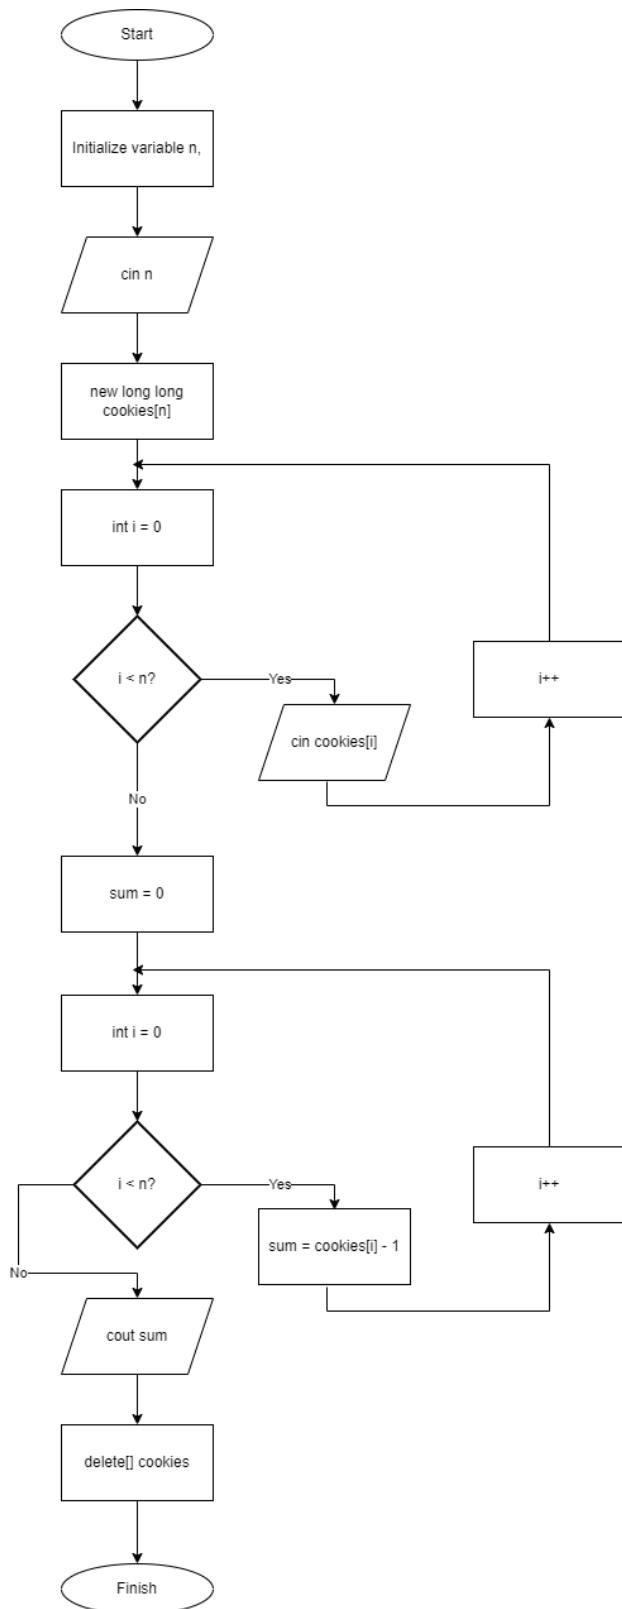 Start
Initialize variable n,
cin n
new long long
cookies[n]
int i = 0
i < n?
Yes
cin cookies[i]
i++
No
sum = 0
int i = 0
i < n?
Yes
sum = cookies[i] - 1
i++
No
cout sum
delete[] cookies
Finish